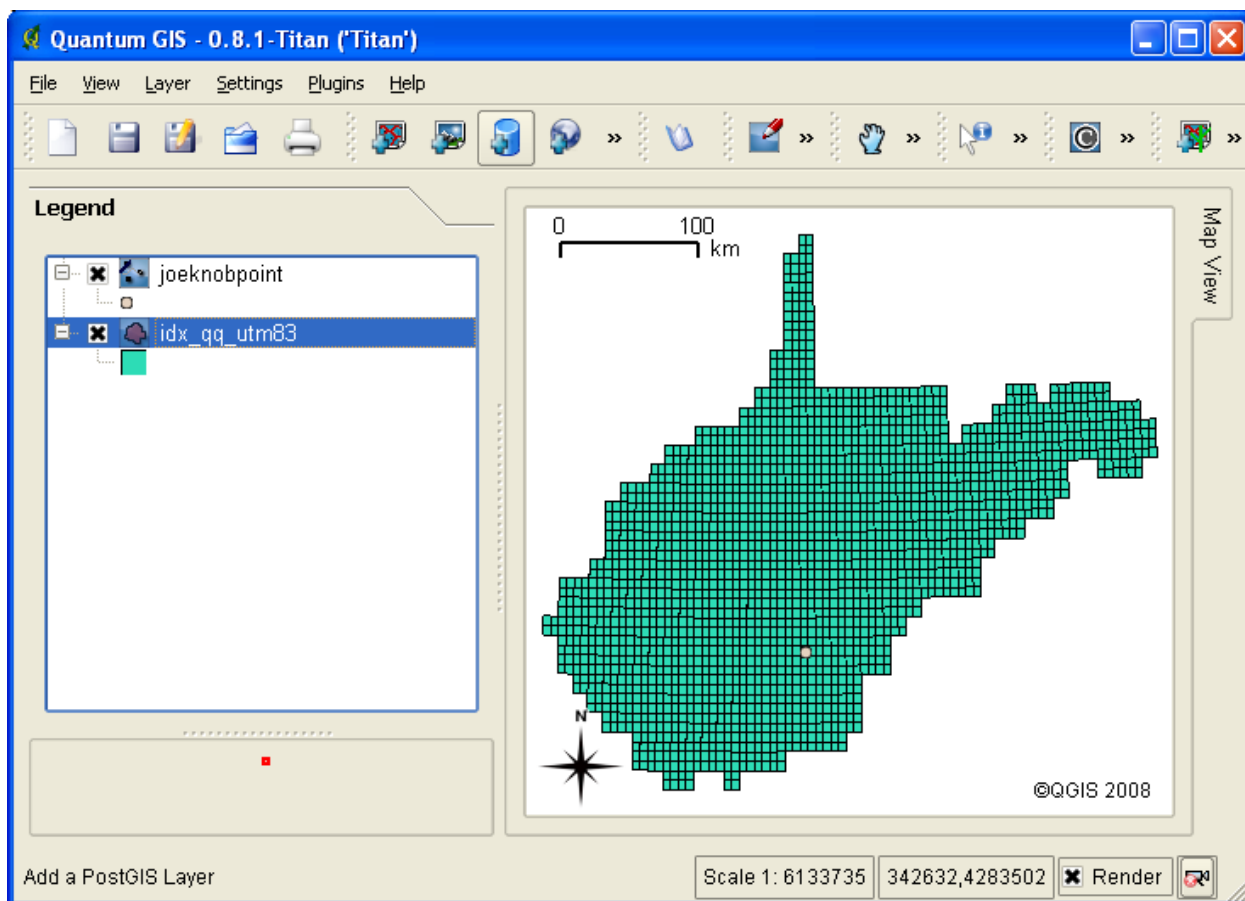 Quantum GIS - 0.8.1-Titan ('Titan')
File View Layer Settings Plugins Help
Legend
joeknobpoint
idx_qq_utm83
0 100
km
N
©QGIS 2008
Map View
Add a PostGIS Layer
Scale 1: 6133735
342632,4283502
Render